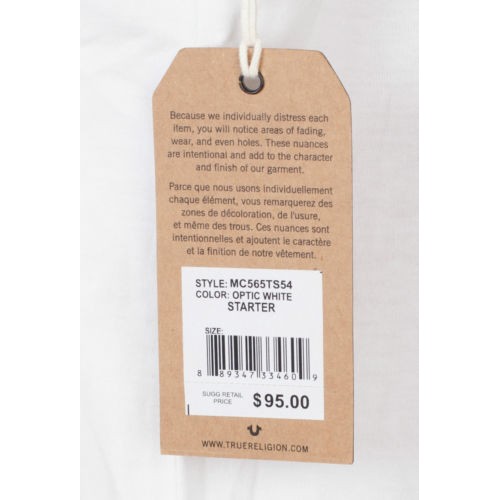 Because we individually distress each
item, you will notice areas of fading,
wear, and even holes. These nuances
are intentional and add to the character
and finish of our garment.
Parce que nous usons individuellement
chaque élément, vous remarquerez des
zones de décoloration, de l'usure,
et même des trous. Ces nuances sont
intentionnelles et ajoutent le caractère
et la finition de notre vêtement.
STYLE: MC565TS54
COLOR: OPTIC WHITE
STARTER
SIZE:
8 89347 33460 9
SUGG RETAIL
PRICE
$95.00
WWW.TRUERELIGION.COM